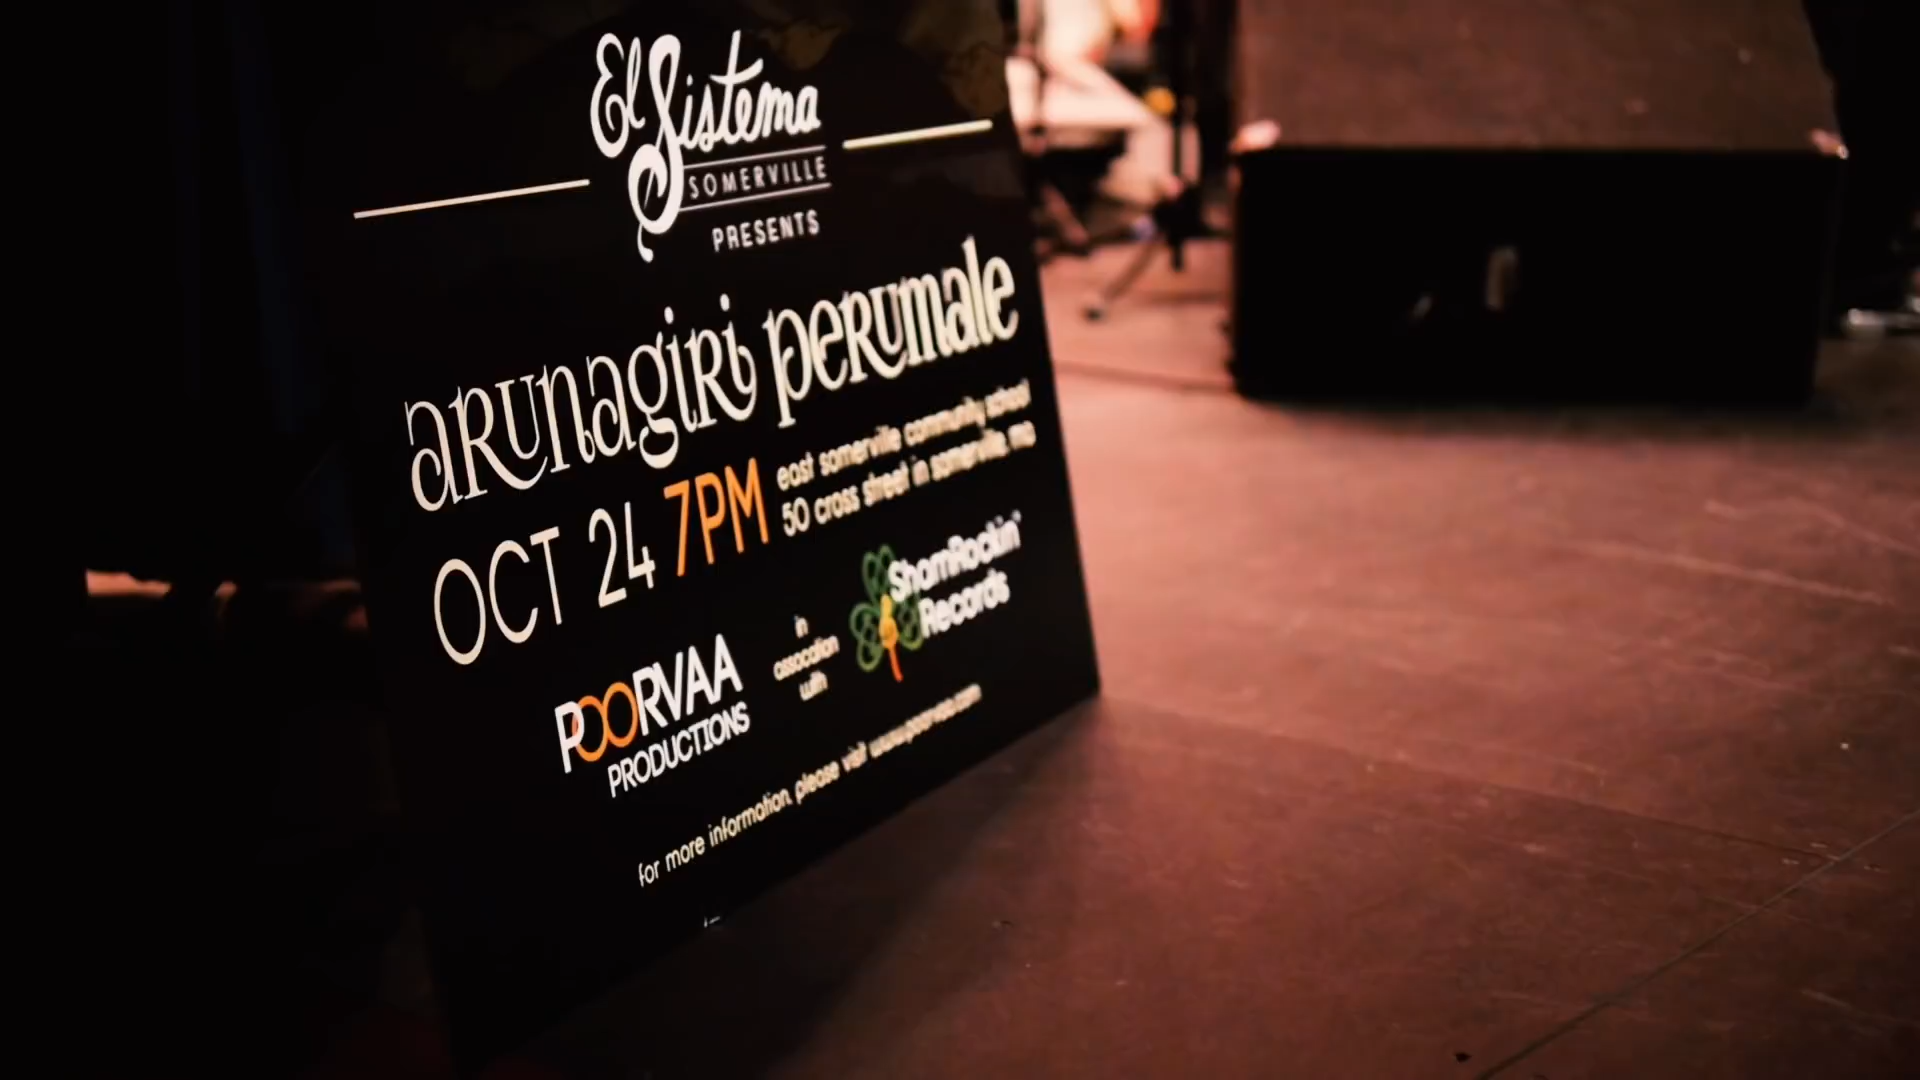 El Sistema
SOMERVILLE
PRESENTS
aRunagiRi peRumale
OCT 24 7PM
east somerville community school
50 cross street in somerville, ma
POORVAA
PRODUCTIONS
in
association
with
ShamRockin'
Records
for more information, please visit www.poorvaa.com